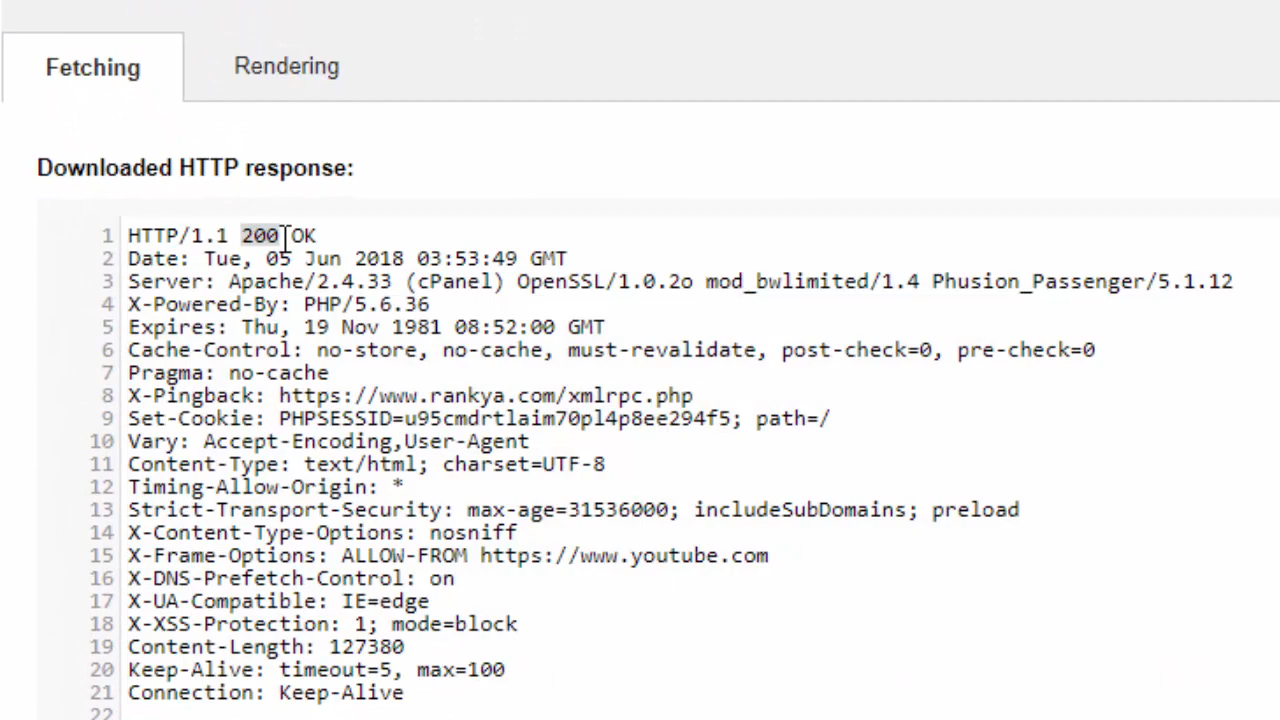 Fetching
Rendering
Downloaded HTTP response:
1 HTTP/1.1 200 OK
2 Date: Tue, 05 Jun 2018 03:53:49 GMT
3 Server: Apache/2.4.33 (cPanel) OpenSSL/1.0.2o mod_bwlimited/1.4 Phusion_Passenger/5.1.12
4 X-Powered-By: PHP/5.6.36
5 Expires: Thu, 19 Nov 1981 08:52:00 GMT
6 Cache-Control: no-store, no-cache, must-revalidate, post-check=0, pre-check=0
7 Pragma: no-cache
8 X-Pingback: https://www.rankya.com/xmlrpc.php
9 Set-Cookie: PHPSESSID=u95cmdrtlaim70pl4p8ee294f5; path=/
10 Vary: Accept-Encoding,User-Agent
11 Content-Type: text/html; charset=UTF-8
12 Timing-Allow-Origin: *
13 Strict-Transport-Security: max-age=31536000; includeSubDomains; preload
14 X-Content-Type-Options: nosniff
15 X-Frame-Options: ALLOW-FROM https://www.youtube.com
16 X-DNS-Prefetch-Control: on
17 X-UA-Compatible: IE=edge
18 X-XSS-Protection: 1; mode=block
19 Content-Length: 127380
20 Keep-Alive: timeout=5, max=100
21 Connection: Keep-Alive
22